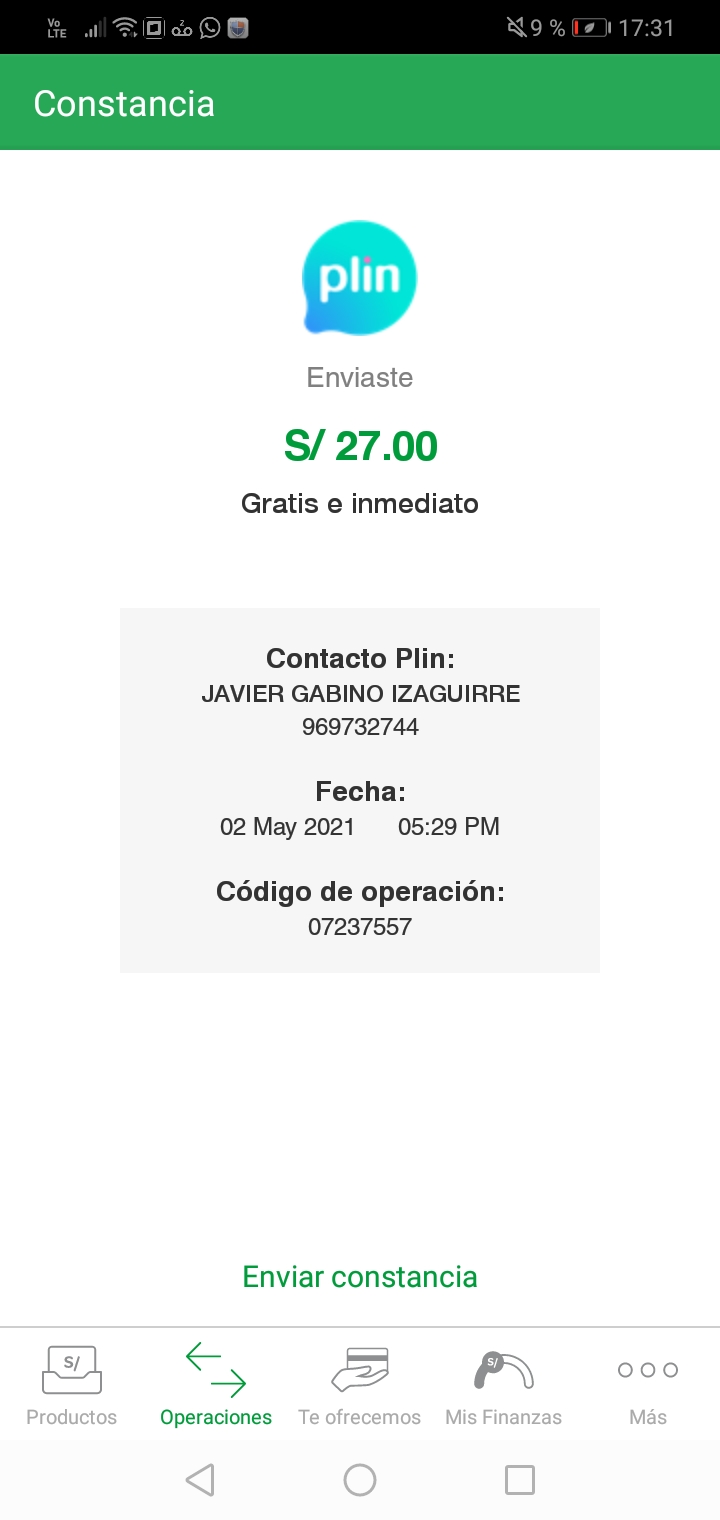 Vo LTE 9 % 17:31
Constancia
plin
Enviaste
S/ 27.00
Gratis e inmediato
Contacto Plin:
JAVIER GABINO IZAGUIRRE
969732744
Fecha:
02 May 2021 05:29 PM
Código de operación:
07237557
Enviar constancia
S/ S/
Productos Operaciones Te ofrecemos Mis Finanzas Más